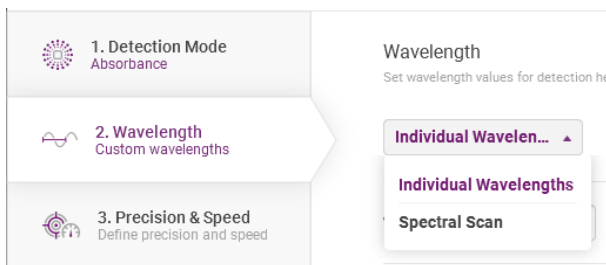 1. Detection Mode
Absorbance
2. Wavelength
Custom wavelengths
3. Precision & Speed
Define precision and speed
Wavelength
Set wavelength values for detection he
Individual Wavelen...
Individual Wavelengths
Spectral Scan